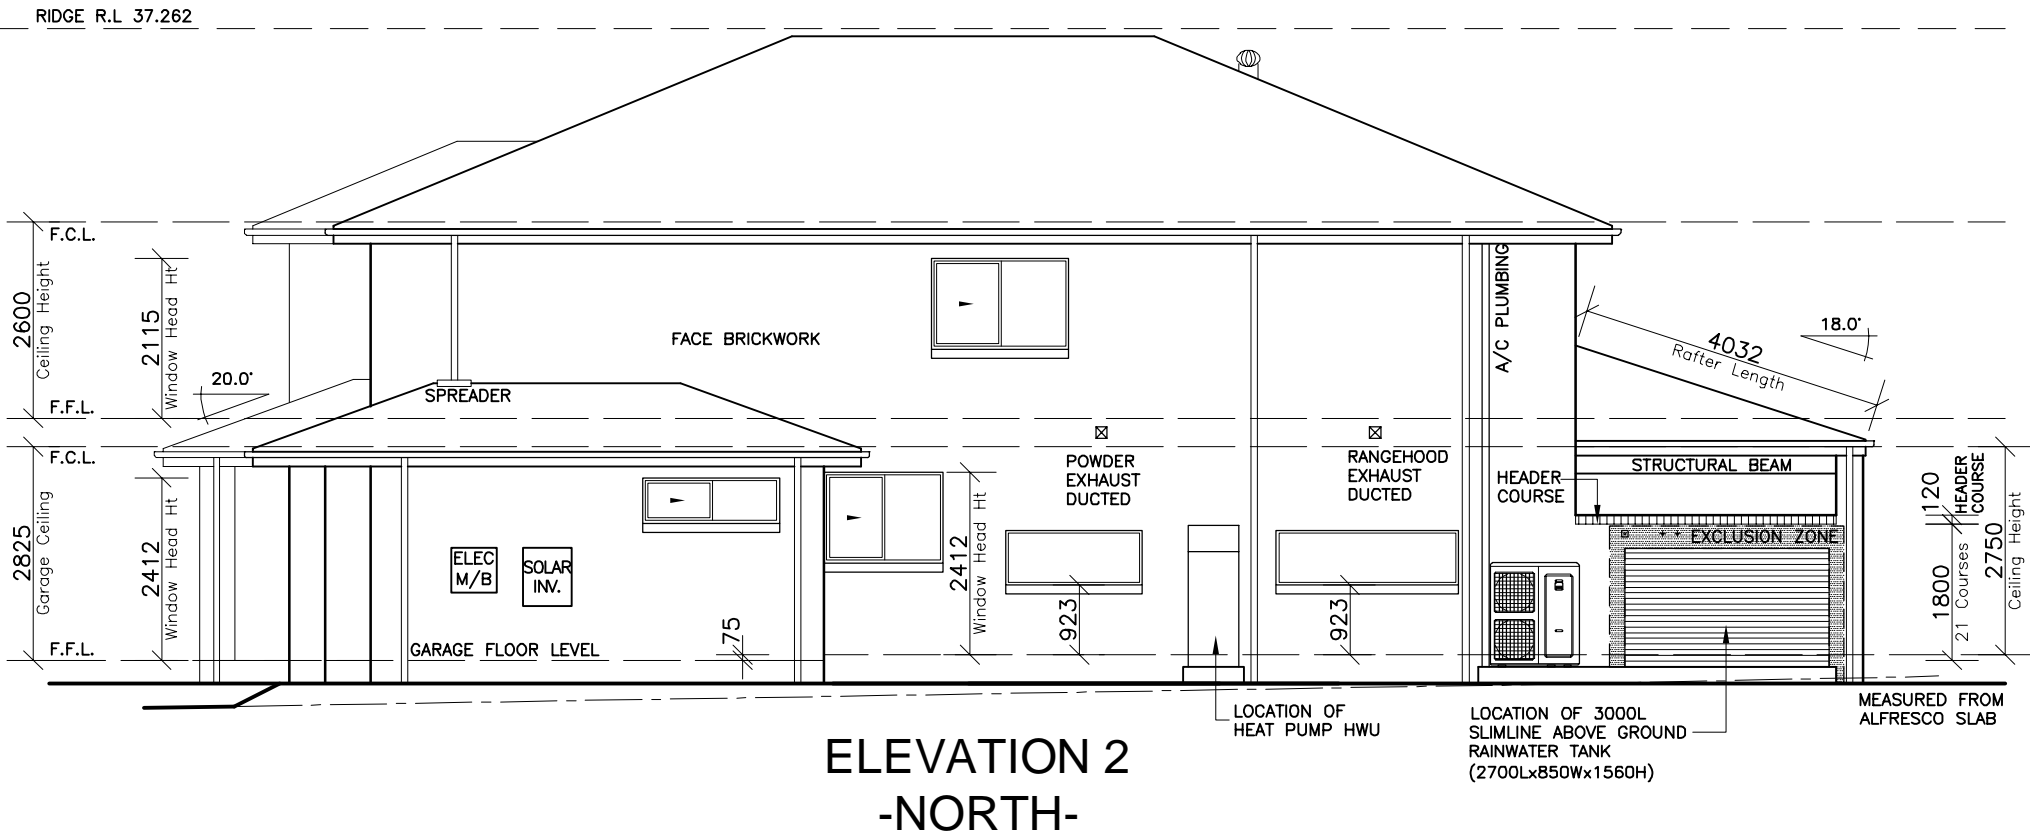 RIDGE R.L 37.262
F.C.L.
2600
Ceiling Height
2115
Window Head Ht
F.F.L.
20.0°
SPREADER
FACE BRICKWORK
A/C PLUMBING
4032
Rafter Length
18.0°
F.C.L.
2825
Garage Ceiling
2412
Window Head Ht
F.F.L.
ELEC
M/B
SOLAR
INV.
GARAGE FLOOR LEVEL
75
2412
Window Head Ht
POWDER
EXHAUST
DUCTED
923
RANGEHOOD
EXHAUST
DUCTED
923
HEADER
COURSE
STRUCTURAL BEAM
EXCLUSION ZONE
120
HEADER
COURSE
1800
21 Courses
2750
Ceiling Height
LOCATION OF
HEAT PUMP HWU
LOCATION OF 3000L
SLIMLINE ABOVE GROUND
RAINWATER TANK
(2700Lx850Wx1560H)
MEASURED FROM
ALFRESCO SLAB
ELEVATION 2
-NORTH-